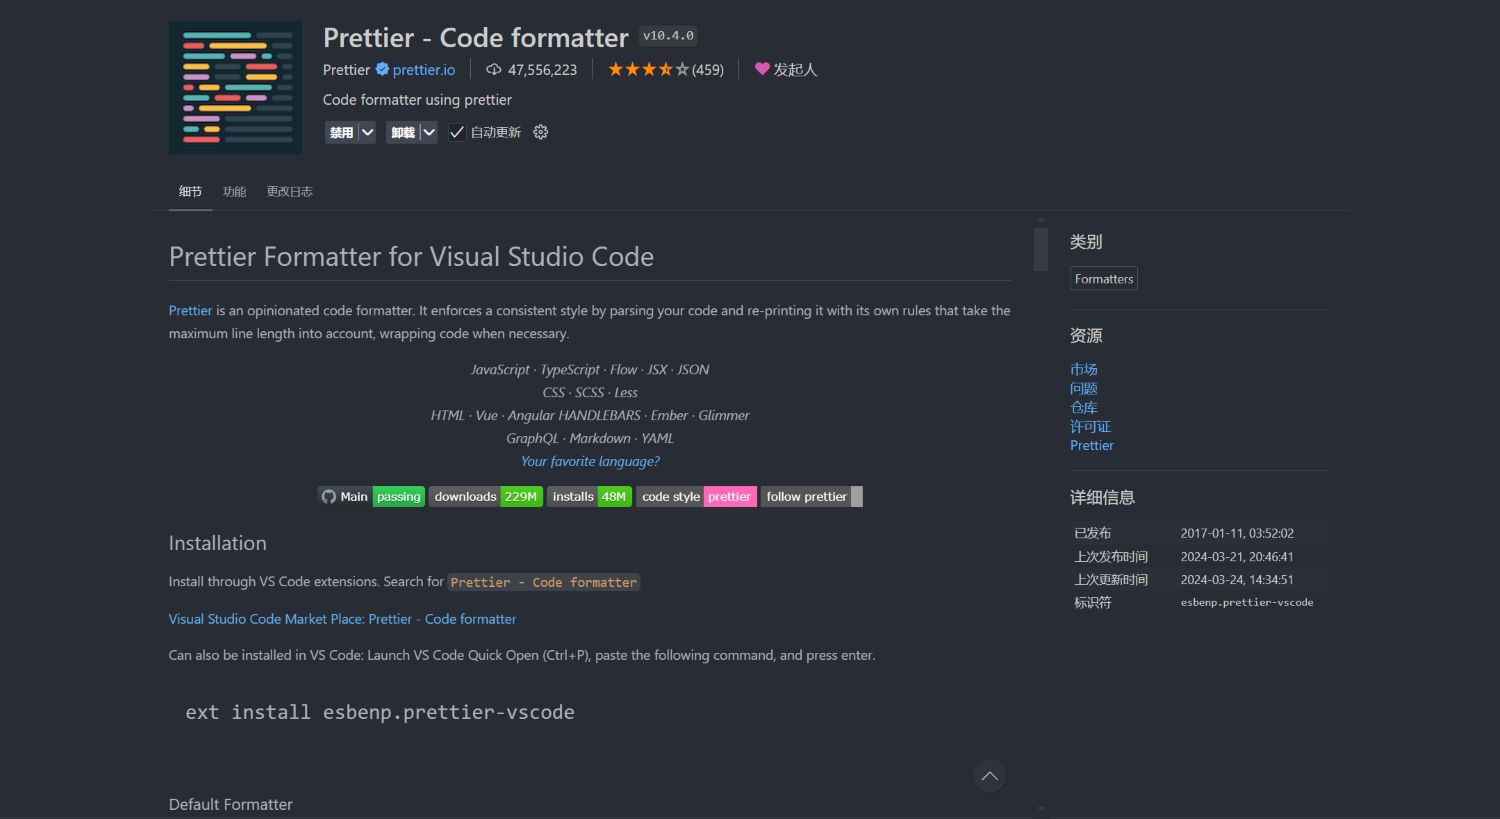 Prettier - Code formatter v10.4.0
Prettier prettier.io 47,556,223 (459) 发起人
Code formatter using prettier
禁用 卸载 自动更新
细节 功能 更改日志
Prettier Formatter for Visual Studio Code
Prettier is an opinionated code formatter. It enforces a consistent style by parsing your code and re-printing it with its own rules that take the
maximum line length into account, wrapping code when necessary.
JavaScript · TypeScript · Flow · JSX · JSON
CSS · SCSS · Less
HTML · Vue · Angular HANDLEBARS · Ember · Glimmer
GraphQL · Markdown · YAML
Your favorite language?
Main passing downloads 229M installs 48M code style prettier follow prettier
Installation
Install through VS Code extensions. Search for Prettier - Code formatter
Visual Studio Code Market Place: Prettier - Code formatter
Can also be installed in VS Code: Launch VS Code Quick Open (Ctrl+P), paste the following command, and press enter.
ext install esbenp.prettier-vscode
Default Formatter
类别
Formatters
资源
市场
问题
仓库
许可证
Prettier
详细信息
已发布 2017-01-11, 03:52:02
上次发布时间 2024-03-21, 20:46:41
上次更新时间 2024-03-24, 14:34:51
标识符 esbenp.prettier-vscode